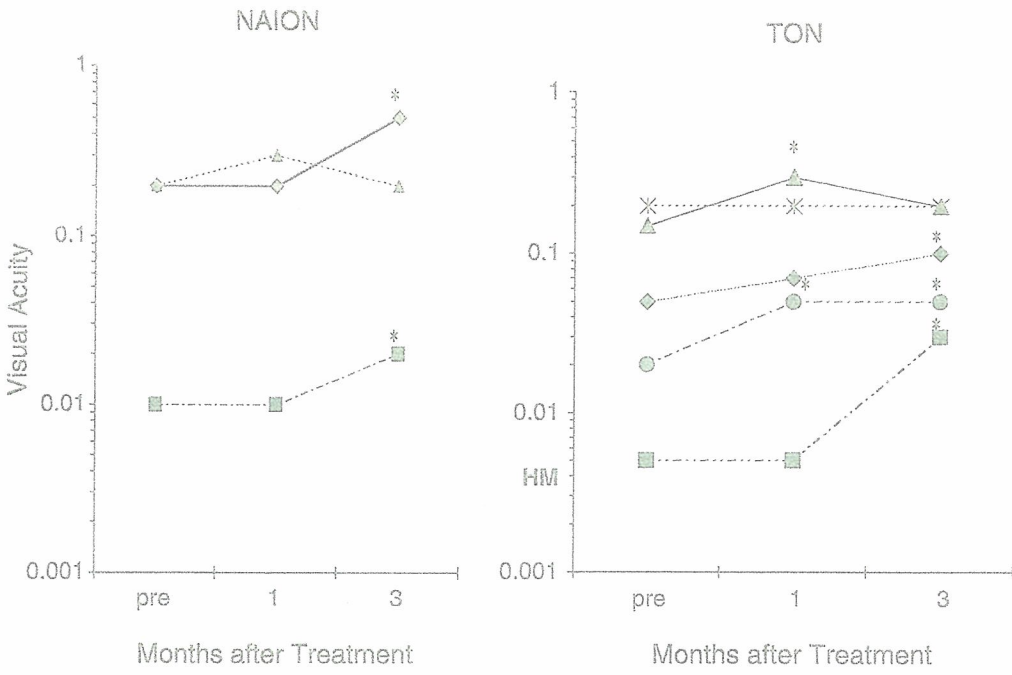 NAION
1
*
0.1
*
0.01
0.001
pre 1 3
Visual Acuity
Months after Treatment
TON
1
*
0.1
*
*
*
*
0.01
HM
0.001
pre 1 3
Months after Treatment